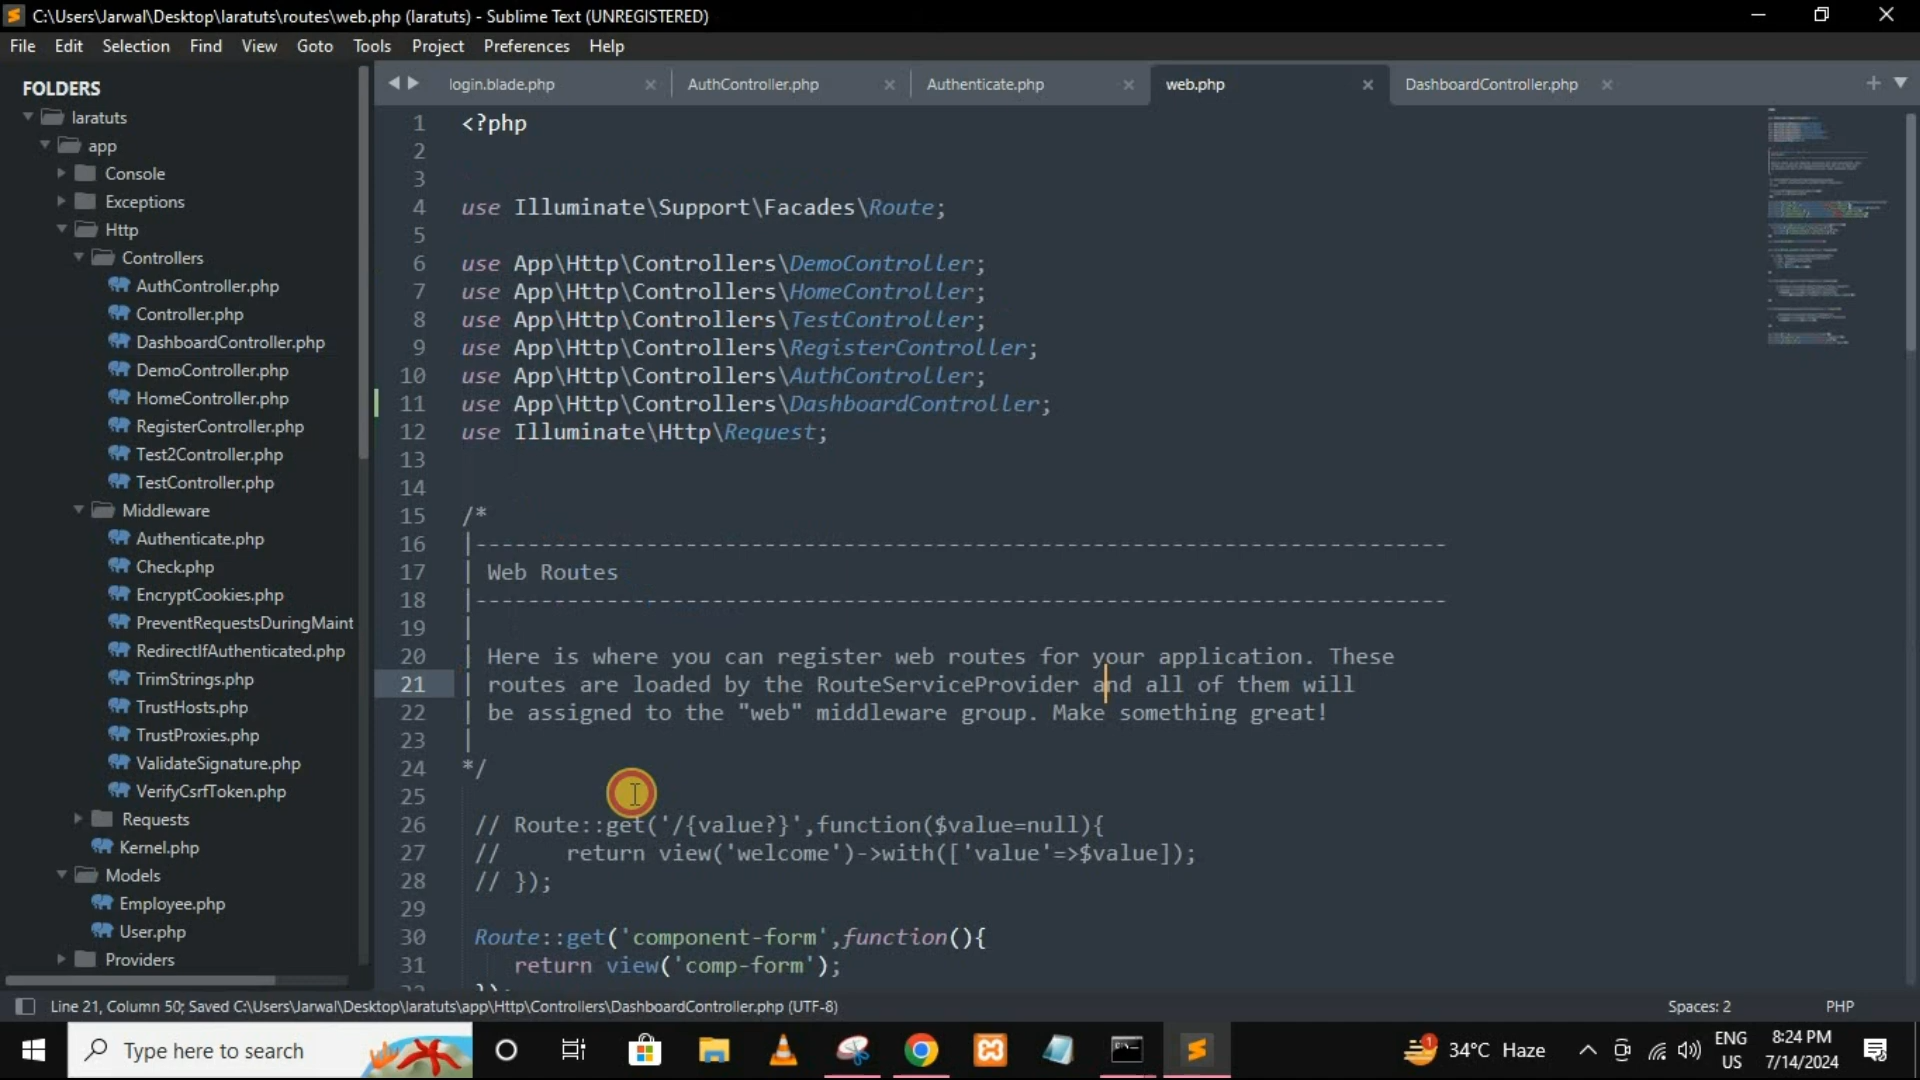 C:\Users\Jarwal\Desktop\laratuts\routes\web.php (laratuts) - Sublime Text (UNREGISTERED)
File Edit Selection Find View Goto Tools Project Preferences Help
FOLDERS
laratuts
app
Console
Exceptions
Http
Controllers
AuthController.php
Controller.php
DashboardController.php
DemoController.php
HomeController.php
RegisterController.php
Test2Controller.php
TestController.php
Middleware
Authenticate.php
Check.php
EncryptCookies.php
PreventRequestsDuringMaint
RedirectIfAuthenticated.php
TrimStrings.php
TrustHosts.php
TrustProxies.php
ValidateSignature.php
VerifyCsrfToken.php
Requests
Kernel.php
Models
Employee.php
User.php
Providers
login.blade.php AuthController.php Authenticate.php web.php DashboardController.php
1 <?php
2
3
4 use Illuminate\Support\Facades\Route;
5
6 use App\Http\Controllers\DemoController;
7 use App\Http\Controllers\HomeController;
8 use App\Http\Controllers\TestController;
9 use App\Http\Controllers\RegisterController;
10 use App\Http\Controllers\AuthController;
11 use App\Http\Controllers\DashboardController;
12 use Illuminate\Http\Request;
13
14
15 /*
16 |--------------------------------------------------------------------------
17 | Web Routes
18 |--------------------------------------------------------------------------
19 |
20 | Here is where you can register web routes for your application. These
21 | routes are loaded by the RouteServiceProvider and all of them will
22 | be assigned to the "web" middleware group. Make something great!
23 |
24 */
25
26 // Route::get('/{value?}',function($value=null){
27 //     return view('welcome')->with(['value'=>$value]);
28 // });
29
30 Route::get('component-form',function(){
31 return view('comp-form');
Line 21, Column 50; Saved C:\Users\Jarwal\Desktop\laratuts\app\Http\Controllers\DashboardController.php (UTF-8) Spaces: 2 PHP
Type here to search
34°C Haze
ENG
US
8:24 PM
7/14/2024